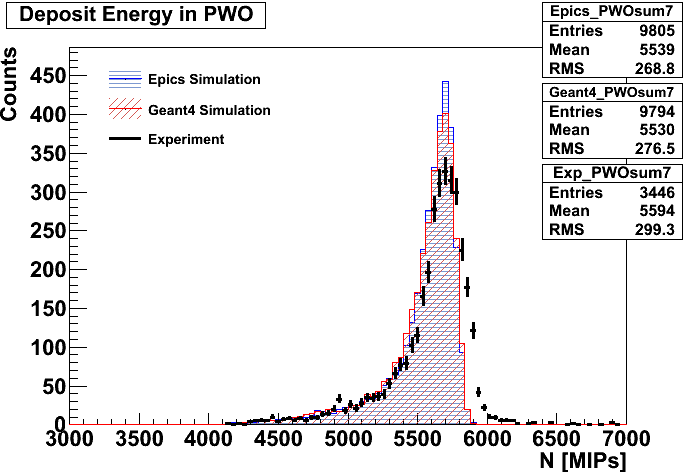 Deposit Energy in PWO
Counts
Epics Simulation
Geant4 Simulation
Experiment
Epics_PWOsum7
Entries 9805
Mean 5539
RMS 268.8
Geant4_PWOsum7
Entries 9794
Mean 5530
RMS 276.5
Exp_PWOsum7
Entries 3446
Mean 5594
RMS 299.3
450
400
350
300
250
200
150
100
50
0
3000 3500 4000 4500 5000 5500 6000 6500 7000
N [MIPs]